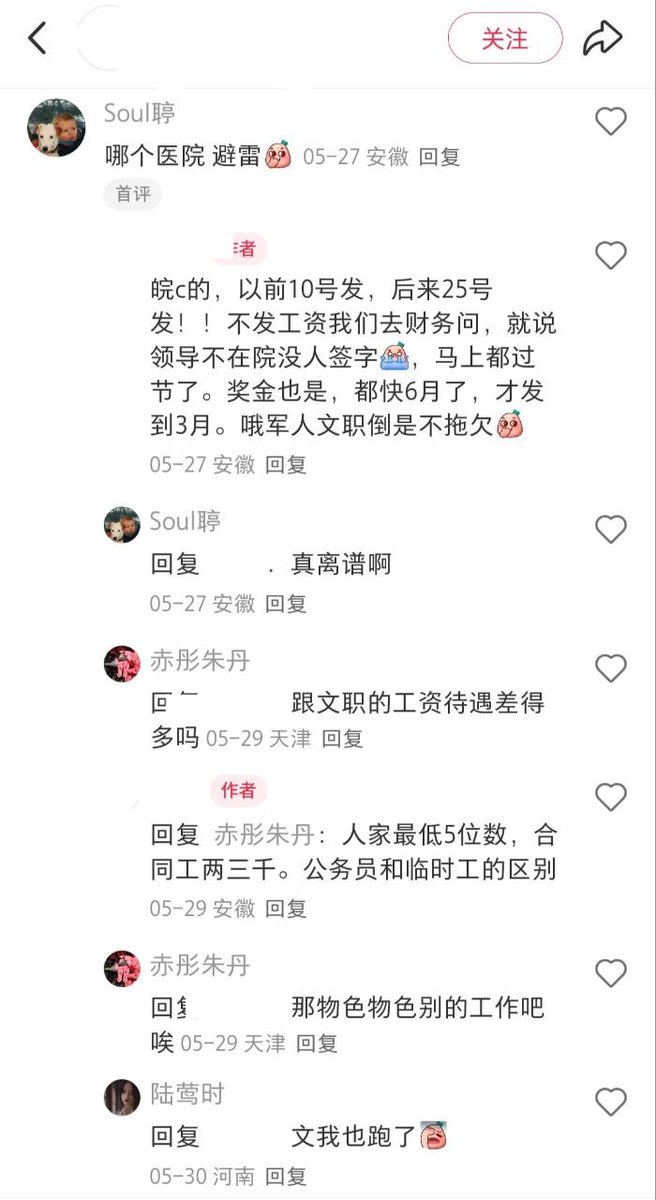 关注
Soul聤
哪个医院 避雷 05-27 安徽 回复
首评
作者
皖c的，以前10号发，后来25号
发！！不发工资我们去财务问，就说
领导不在院没人签字，马上都过
节了。奖金也是，都快6月了，才发
到3月。哦军人文职倒是不拖欠
05-27 安徽 回复
Soul聤
回复 . 真离谱啊
05-27 安徽 回复
赤彤朱丹
回 跟文职的工资待遇差得
多吗 05-29 天津 回复
作者
回复 赤彤朱丹：人家最低5位数，合
同工两三千。公务员和临时工的区别
05-29 安徽 回复
赤彤朱丹
回复 那物色物色别的工作吧
唉 05-29 天津 回复
陆莺时
回复 文我也跑了
05-30 河南 回复